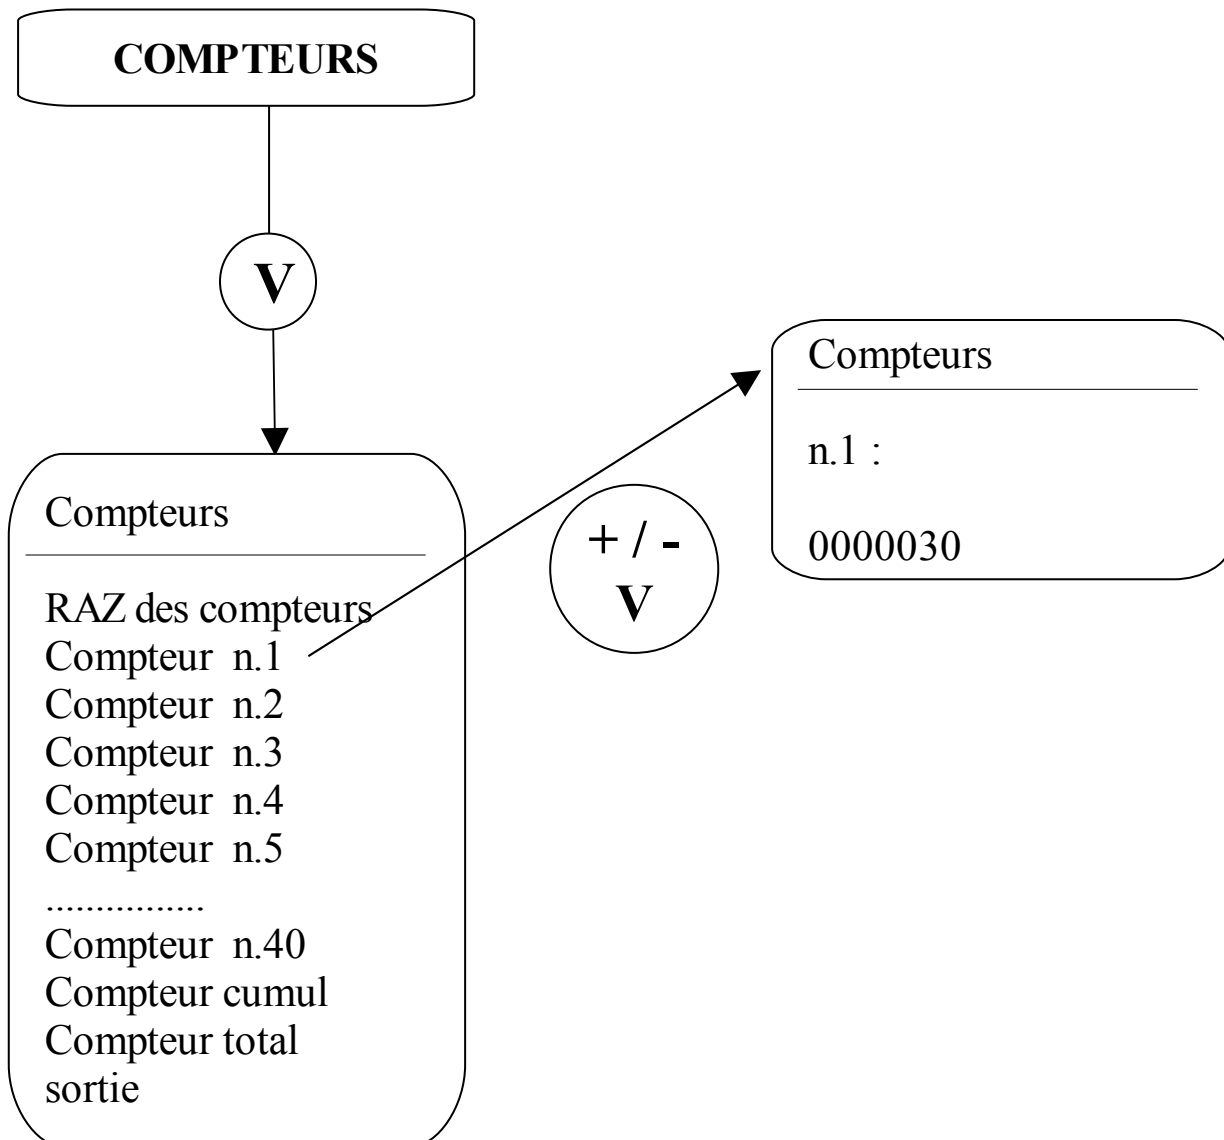 COMPTEURS
V
Compteurs
RAZ des compteurs
Compteur n.1
Compteur n.2
Compteur n.3
Compteur n.4
Compteur n.5
................
Compteur n.40
Compteur cumul
Compteur total
sortie
+ / -
V
Compteurs
n.1 :
0000030